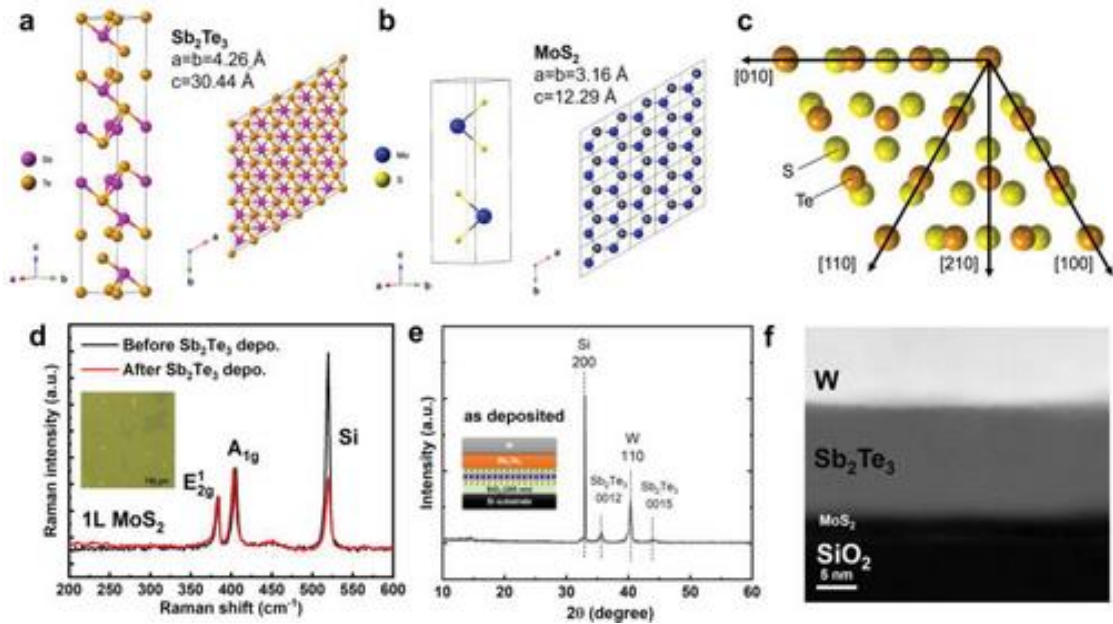 a
Sb₂Te₃
a=b=4.26 Å
c=30.44 Å
Sb
Te
c
a
b
a
b
b
MoS₂
a=b=3.16 Å
c=12.29 Å
Mo
S
c
a
b
a
b
c
[010]
S
Te
[110]
[210]
[100]
d
Before Sb₂Te₃ depo.
After Sb₂Te₃ depo.
Si
A₁g
E¹₂g
1L MoS₂
Raman intensity (a.u.)
200 250 300 350 400 450 500 550 600
Raman shift (cm⁻¹)
e
Si
200
as deposited
W
110
Sb₂Te₃
0012
Sb₂Te₃
0015
W
Sb₂Te₃
Si substrate
Intensity (a.u.)
10 20 30 40 50 60
2θ (degree)
f
W
Sb₂Te₃
MoS₂
SiO₂
5 nm